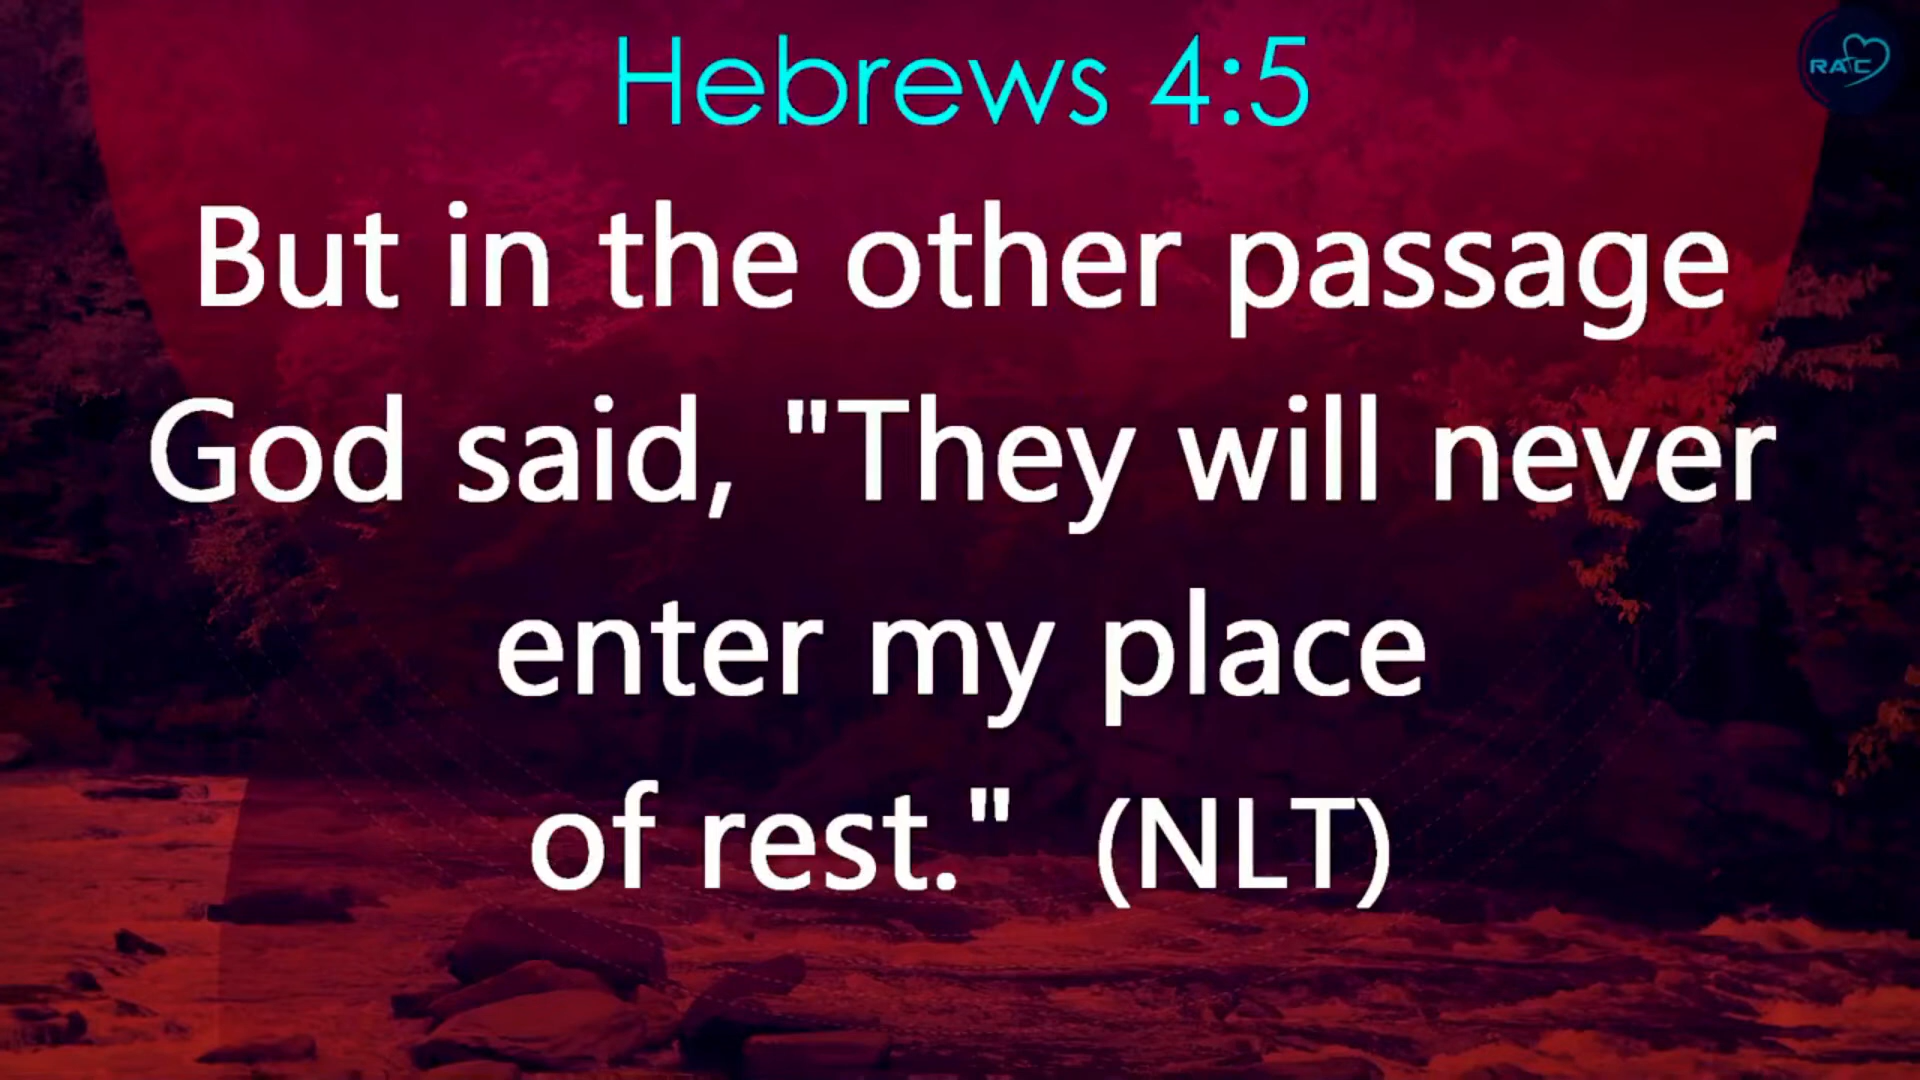 Hebrews 4:5
RAC
But in the other passage
God said, "They will never
enter my place
of rest." (NLT)